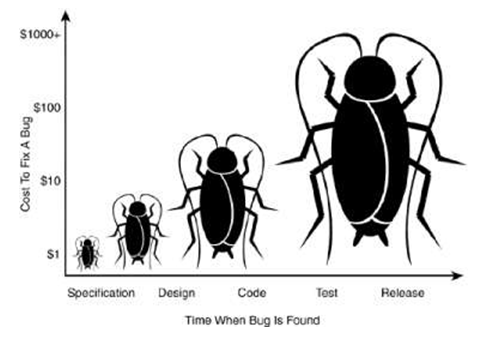 $1000+
$100
$10
$1
Cost To Fix A Bug
Specification Design Code Test Release
Time When Bug Is Found